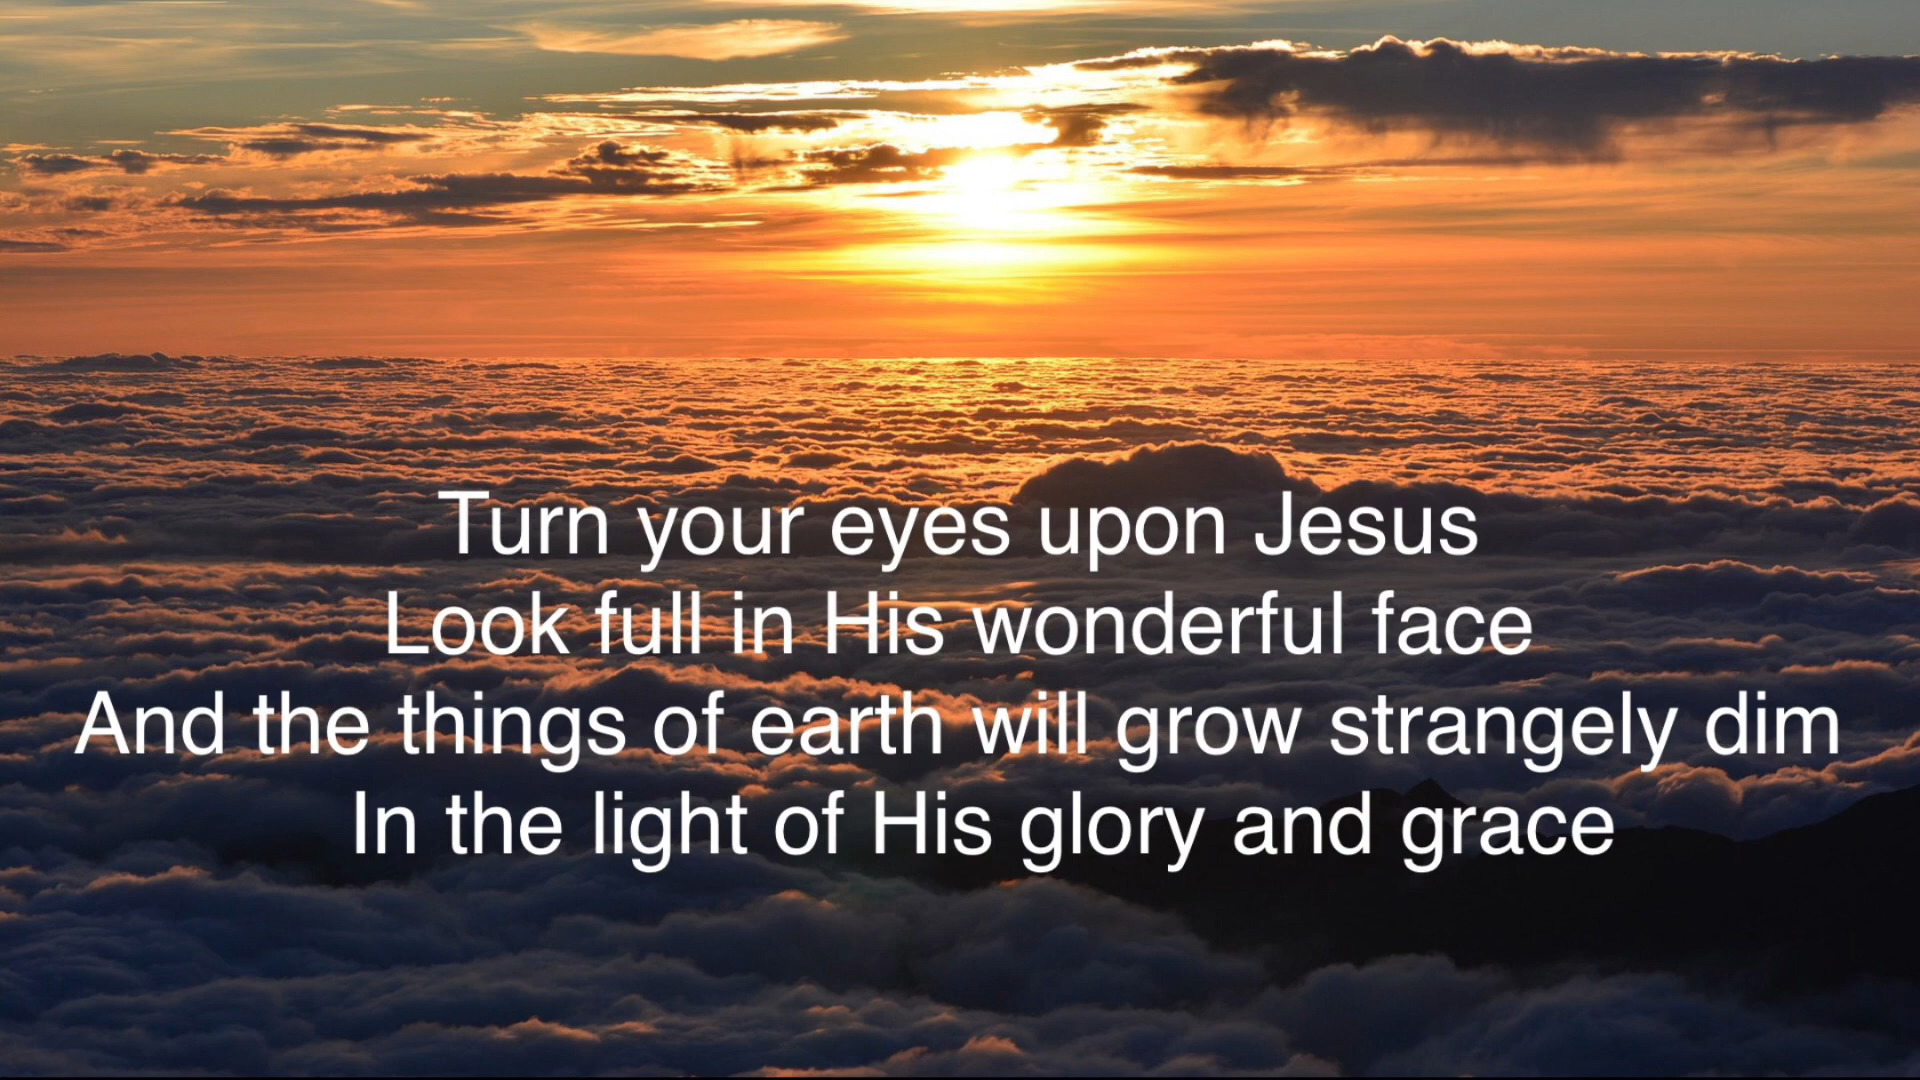 Turn your eyes upon Jesus
Look full in His wonderful face
And the things of earth will grow strangely dim
In the light of His glory and grace